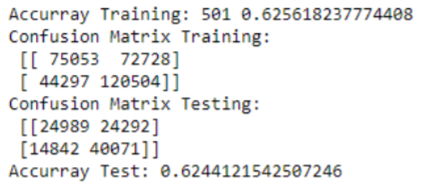 Accurray Training: 501 0.625618237774408
Confusion Matrix Training:
[[ 75053 72728]
[ 44297 120504]]
Confusion Matrix Testing:
[[24989 24292]
[14842 40071]]
Accurray Test: 0.6244121542507246